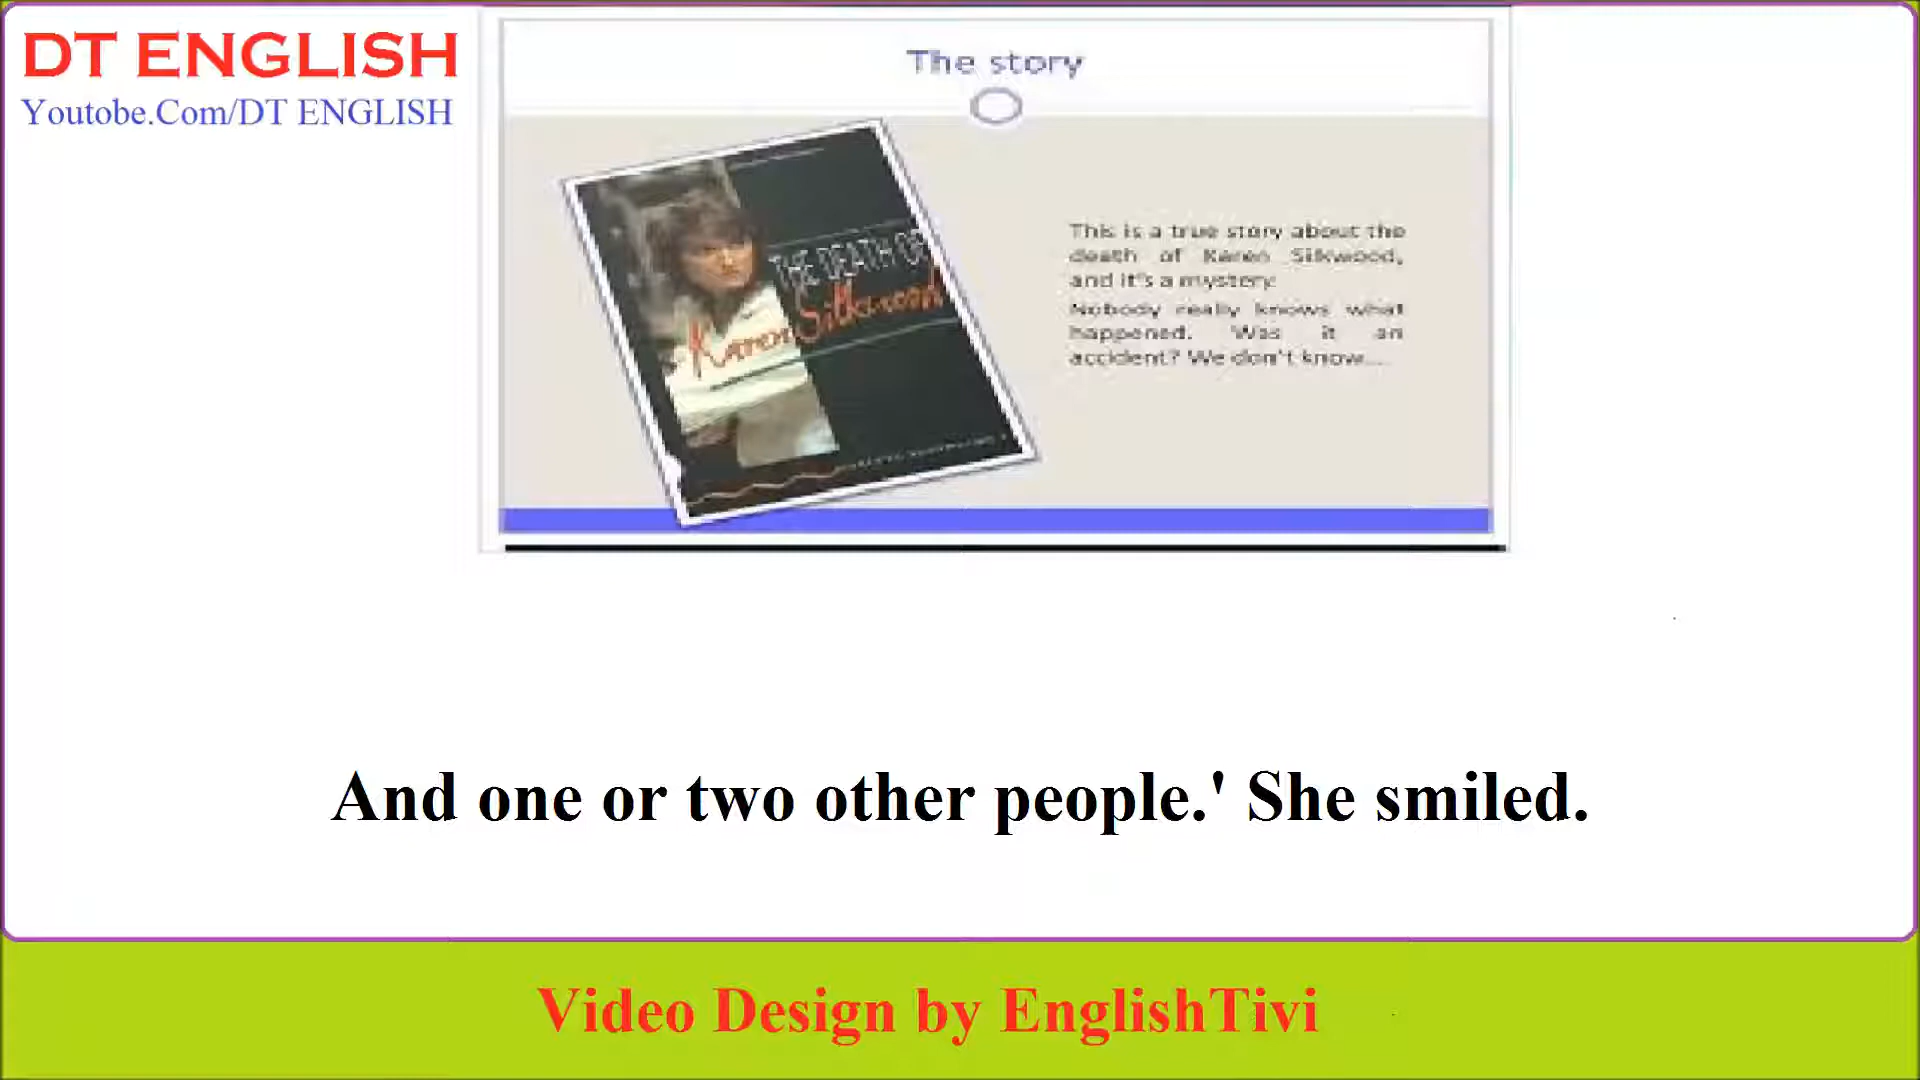 DT ENGLISH
Youtobe.Com/DT ENGLISH
The story
THE DEATH OF
Karen Silkwood
This is a true story about the
death of Karen Silkwood,
and it's a mystery
Nobody really knows what
happened. Was it an
accident? We don't know...
And one or two other people.' She smiled.
Video Design by EnglishTivi